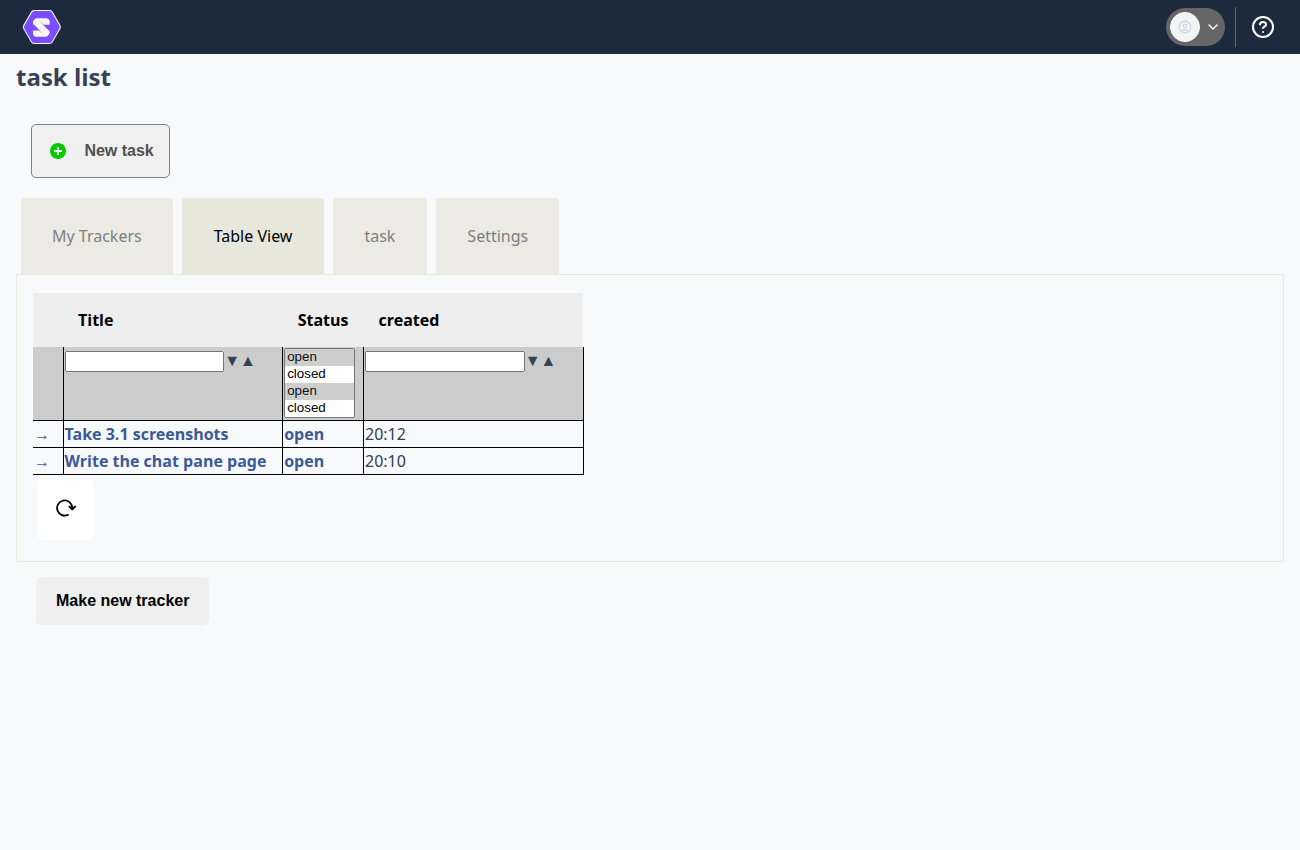 task list
New task
My Trackers Table View task Settings
Title Status created
▼ ▲ open ▼ ▲
closed
open
closed
→ Take 3.1 screenshots open 20:12
→ Write the chat pane page open 20:10
Make new tracker